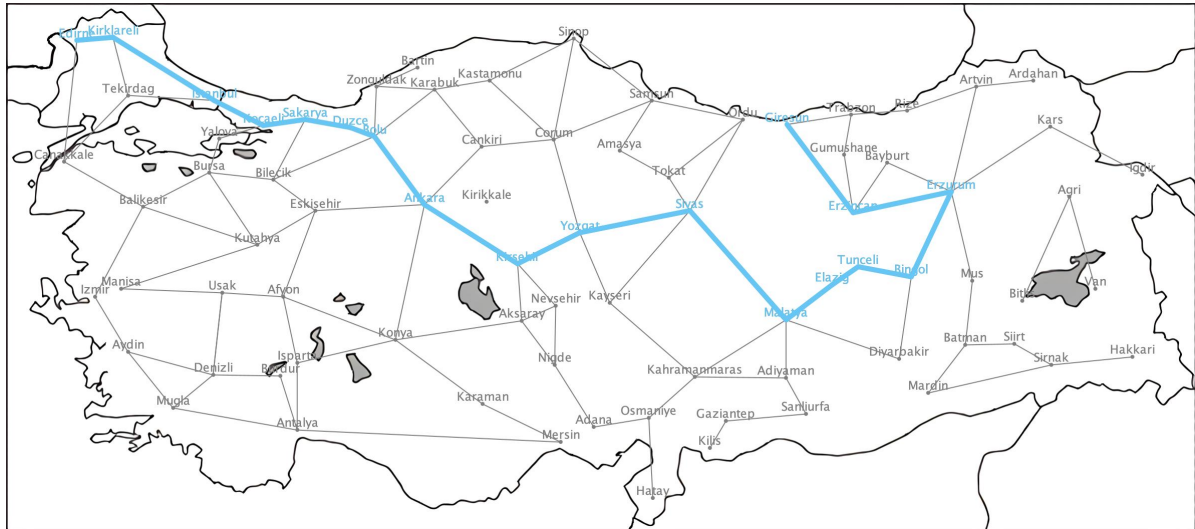 Edirne
Kirklareli
Tekirdag
Istanbul
Kocaeli
Sakarya
Duzce
Bolu
Yalova
Canakkale
Bursa
Bilecik
Balikesir
Eskisehir
Kutahya
Manisa
Izmir
Usak
Afyon
Aydin
Denizli
Isparta
Burdur
Mugla
Antalya
Zonguldak
Bartin
Karabuk
Kastamonu
Sinop
Cankiri
Corum
Samsun
Amasya
Tokat
Ordu
Ankara
Kirikkale
Kirsehir
Yozgat
Sivas
Nevsehir
Aksaray
Kayseri
Konya
Nigde
Karaman
Mersin
Adana
Osmaniye
Hatay
Kahramanmaras
Gaziantep
Kilis
Adiyaman
Sanliurfa
Malatya
Elazig
Tunceli
Bingol
Diyarbakir
Giresun
Trabzon
Rize
Gumushane
Bayburt
Erzincan
Erzurum
Artvin
Ardahan
Kars
Igdir
Agri
Mus
Bitlis
Van
Batman
Siirt
Sirnak
Hakkari
Mardin